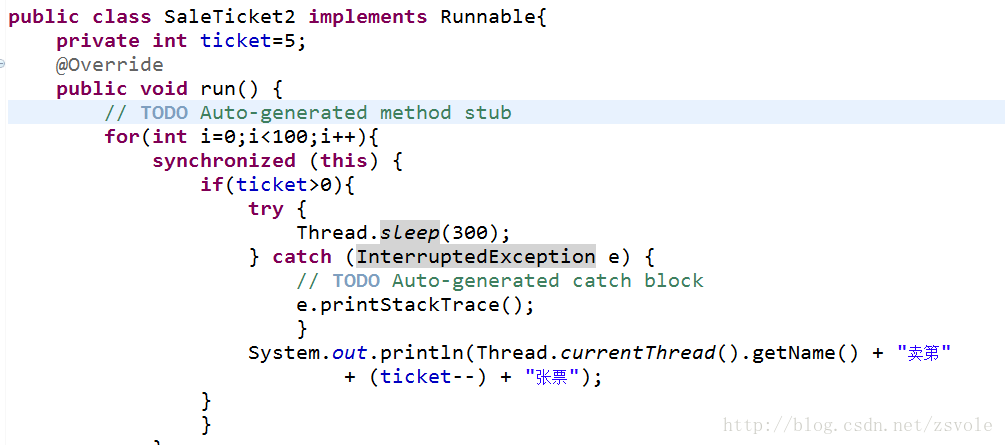 public class SaleTicket2 implements Runnable{
    private int ticket=5;
    @Override
    public void run() {
        // TODO Auto-generated method stub
        for(int i=0;i<100;i++){
            synchronized (this) {
                if(ticket>0){
                    try {
                        Thread.sleep(300);
                    } catch (InterruptedException e) {
                        // TODO Auto-generated catch block
                        e.printStackTrace();
                        }
                    System.out.println(Thread.currentThread().getName() + "卖第"
                            + (ticket--) + "张票");
                }
                }
http://blog.csdn.net/zsvole